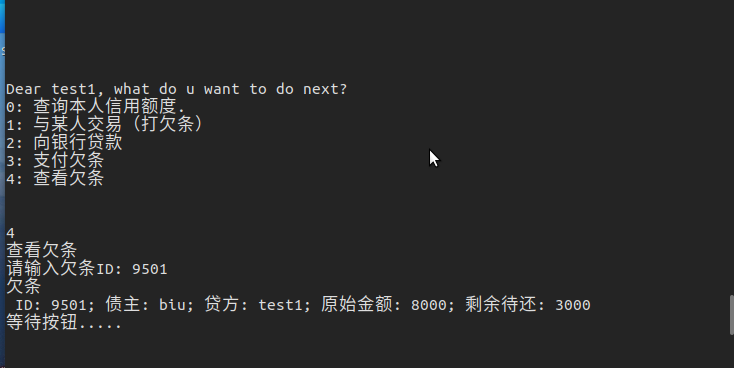 Dear test1, what do u want to do next?
0: 查询本人信用额度.
1: 与某人交易（打欠条）
2: 向银行贷款
3: 支付欠条
4: 查看欠条
4
查看欠条
请输入欠条ID: 9501
欠条
ID: 9501; 债主: biu; 贷方: test1; 原始金额: 8000; 剩余待还: 3000
等待按钮.....